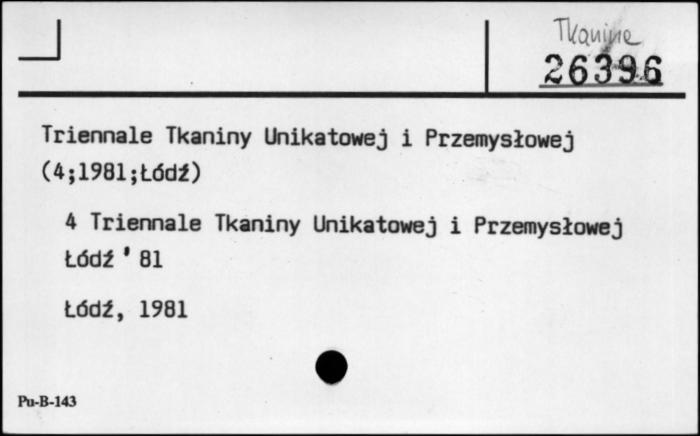 Tkanina
26396
Triennale Tkaniny Unikatowej i Przemysłowej
(4;1981;Łódź)
4 Triennale Tkaniny Unikatowej i Przemysłowej
Łódź '81
Łódź, 1981
Pu-B-143